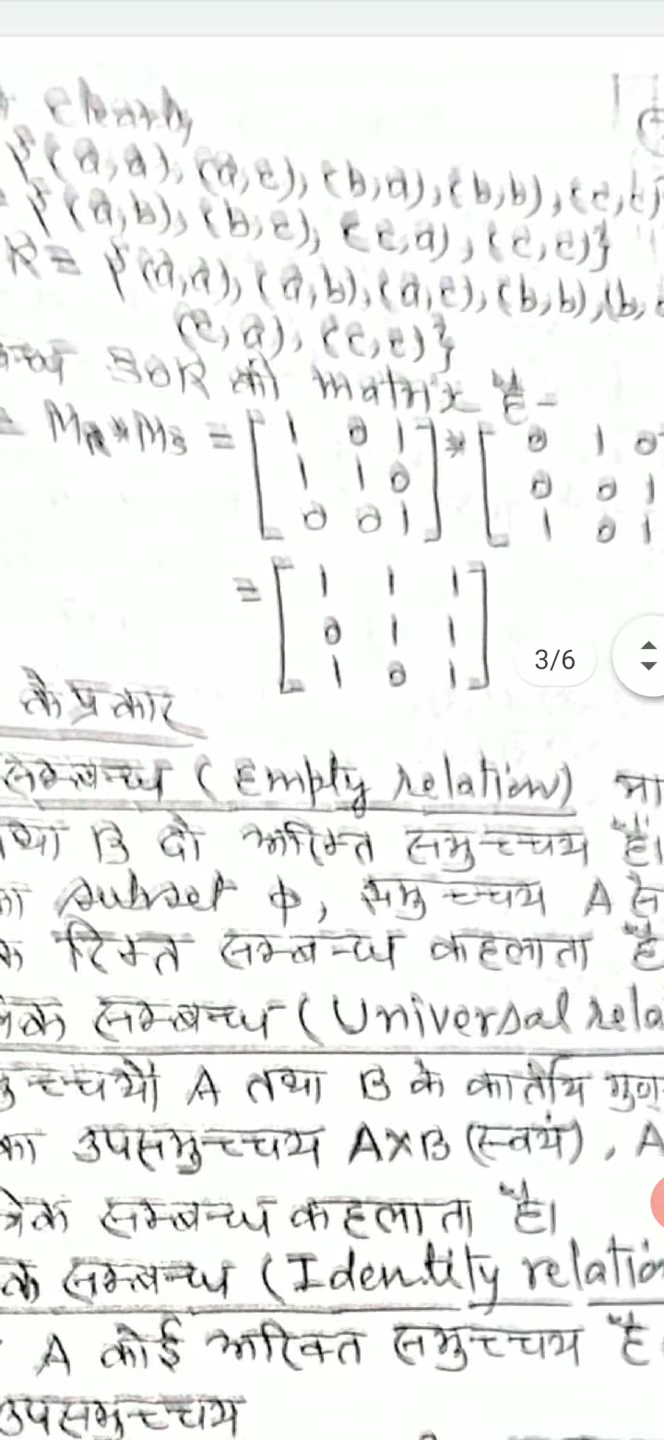 clearly
{(a,a), (a,c), (b,a), (b,b), (c,c)
= {(a,b), (b,c), (c,a), (c,c)}
R = {(a,a), (a,b), (a,c), (b,b), (b,
(c,a), (c,c)}
SOR की matrix है -
= MR * MS = [ 1 0 1 ] * [ 0 1 0
1 1 0 0 0 1
0 0 1 1 0 1
= [ 1 1 1 ]
0 1 1
1 0 1
3/6
के प्रकार
सम्बन्ध (Empty relation) मा
तथा B दो अरिक्त समुच्चय हैं।
का subset ϕ, समुच्चय A से
रिक्त सम्बन्ध कहलाता है
सम्बन्ध (Universal rela
A तथा B के कार्तीय गुण
का उपसमुच्चय AXB (स्वयं), A
सम्बन्ध कहलाता है।
सम्बन्ध (Identity relation
A कोई अरिक्त समुच्चय है
उपसमुच्चय